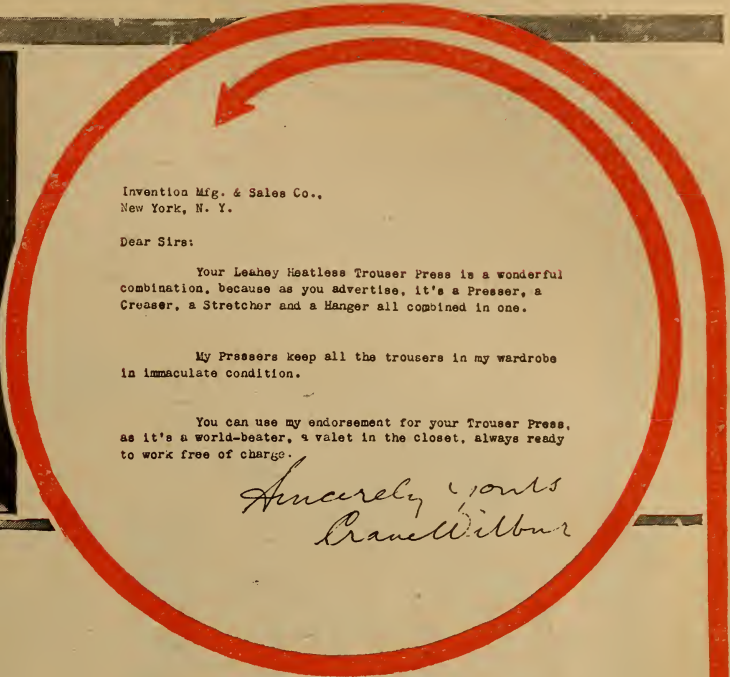 Invention Mfg. & Sales Co.,
New York, N. Y.
Dear Sirs:
Your Leahey Heatless Trouser Press is a wonderful
combination, because as you advertise, it's a Presser, a
Creaser, a Stretcher and a Hanger all combined in one.
My Pressers keep all the trousers in my wardrobe
in immaculate condition.
You can use my endorsement for your Trouser Press,
as it's a world-beater, a valet in the closet, always ready
to work free of charge.
Sincerely yours
Crane Wilbur